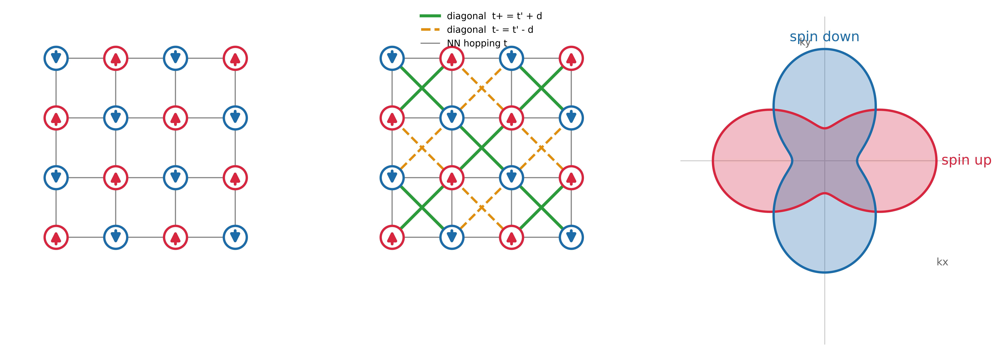 diagonal  t+ = t' + d
diagonal  t- = t' - d
NN hopping t
spin down
ky
spin up
kx